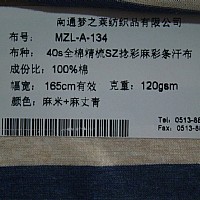 南通梦之莱纺织品有限公司
布号: MZL-A-134
布种: 40s全棉精梳SZ捻彩麻彩条汗布
成份比: 100%棉
幅宽: 165cm有效 克重: 120gsm
颜色: 麻米+麻丈青
Tel: 0513-88
Fax: 0513-88